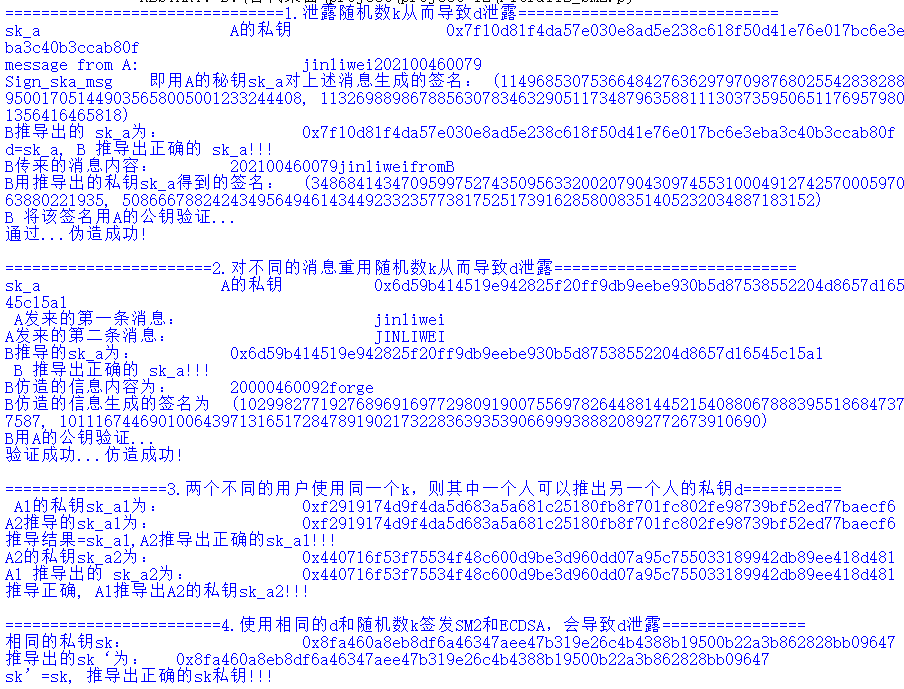 ======================1.泄露随机数k从而导致d泄露=============================
sk_a A的私钥 0x7f10d81f4da57e030e8ad5e238c618f50d41e76e017bc6e3e
ba3c40b3ccab80f
message from A: jinliwei202100460079
Sign_ska_msg 即用A的秘钥sk_a对上述消息生成的签名: (114968530753664842763629797098768025542838288
95001705144903565800500123324​4408, 113269889867885630783463290511734879635881113037359506511769579​80
1356416465818)
B推导出的 sk_a为: 0x7f10d81f4da57e030e8ad5e238c618f50d41e76e017bc6e3eba3c40b3ccab80f
d=sk_a, B 推导出正确的 sk_a!!!
B传来的消息内容: 202100460079jinliweifromB
B用推导出的私钥sk_a得到的签名: (34868414347095997527435095633200207904309745531000491274257000597
63880221935, 50866678824243495649461434492332357738175251739162858008351405232034887183152)
B 将该签名用A的公钥验证...
通过...伪造成功!
=======================2.对不同的消息重用随机数k从而导致d泄露===========================
sk_a A的私钥 0x6d59b414519e942825f20ff9db9eebe930b5d87538552204d8657d165
45c15a1
A发来的第一条消息: jinliwei
A发来的第二条消息: JINLIWEI
B推导的sk_a为: 0x6d59b414519e942825f20ff9db9eebe930b5d87538552204d8657d16545c15a1
B 推导出正确的 sk_a!!!
B仿造的信息内容为: 20000460092forge
B仿造的信息生成的签名为 (102998277192768969169772980919007556978264488144521540880678883955186847​37
7587, 101116744690100643971316517284789190217322836393539066999388820892772673910690)
B用A的公钥验证...
验证成功...仿造成功!
==================3.两个不同的用户使用同一个k, 则其中一个人可以推出另一个人的私钥d===========
A1的私钥sk_a1为: 0xf2919174d9f4da5d683a5a681c25180fb8f701fc802fe98739bf52ed77baecf6
A2推导的sk_a1为: 0xf2919174d9f4da5d683a5a681c25180fb8f701fc802fe98739bf52ed77baecf6
推导结果=sk_a1,A2推导出正确的sk_a1!!!
A2的私钥sk_a2为: 0x440716f53f75534f48c600d9be3d960dd07a95c755033189942db89ee418d481
A1 推导出的 sk_a2为: 0x440716f53f75534f48c600d9be3d960dd07a95c755033189942db89ee418d481
推导正确, A1推导出A2的私钥sk_a2!!!
========================4.使用相同的d和随机数k签发SM2和ECDSA, 会导致d泄露================
相同的私钥sk: 0x8fa460a8eb8df6a46347aee47b319e26c4b4388b19500b22a3b862828bb09647
推导出的sk‘为: 0x8fa460a8eb8df6a46347aee47b319e26c4b4388b19500b22a3b862828bb09647
sk’=sk, 推导出正确的sk私钥!!!